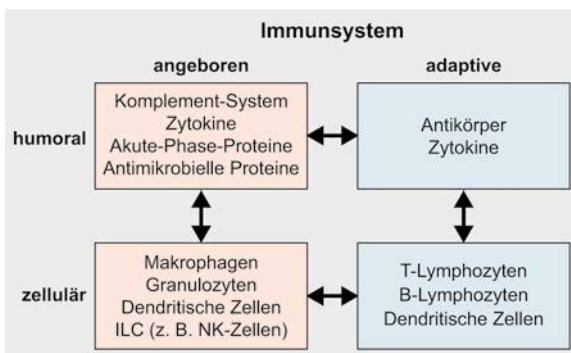 Immunsystem
angeboren
adaptive
humoral
Komplement-System
Zytokine
Akute-Phase-Proteine
Antimikrobielle Proteine
Antikörper
Zytokine
zellulär
Makrophagen
Granulozyten
Dendritische Zellen
ILC (z. B. NK-Zellen)
T-Lymphozyten
B-Lymphozyten
Dendritische Zellen